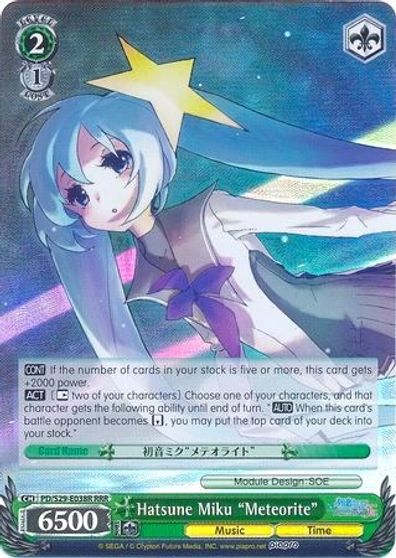 LEVEL
2
1
COST
CONT If the number of cards in your stock is five or more, this card gets
+2000 power.
ACT [ two of your characters] Choose one of your characters, and that
character gets the following ability until end of turn. " AUTO When this card's
battle opponent becomes [ ], you may put the top card of your deck into
your stock."
Card Name 初音ミク“メテオライト”
Module Design:SOE
CH PD/S29-E038R RRR
6500 Hatsune Miku “Meteorite”
Music Time
© SEGA / © Crypton Future Media, INC. www.piapro.net piapro